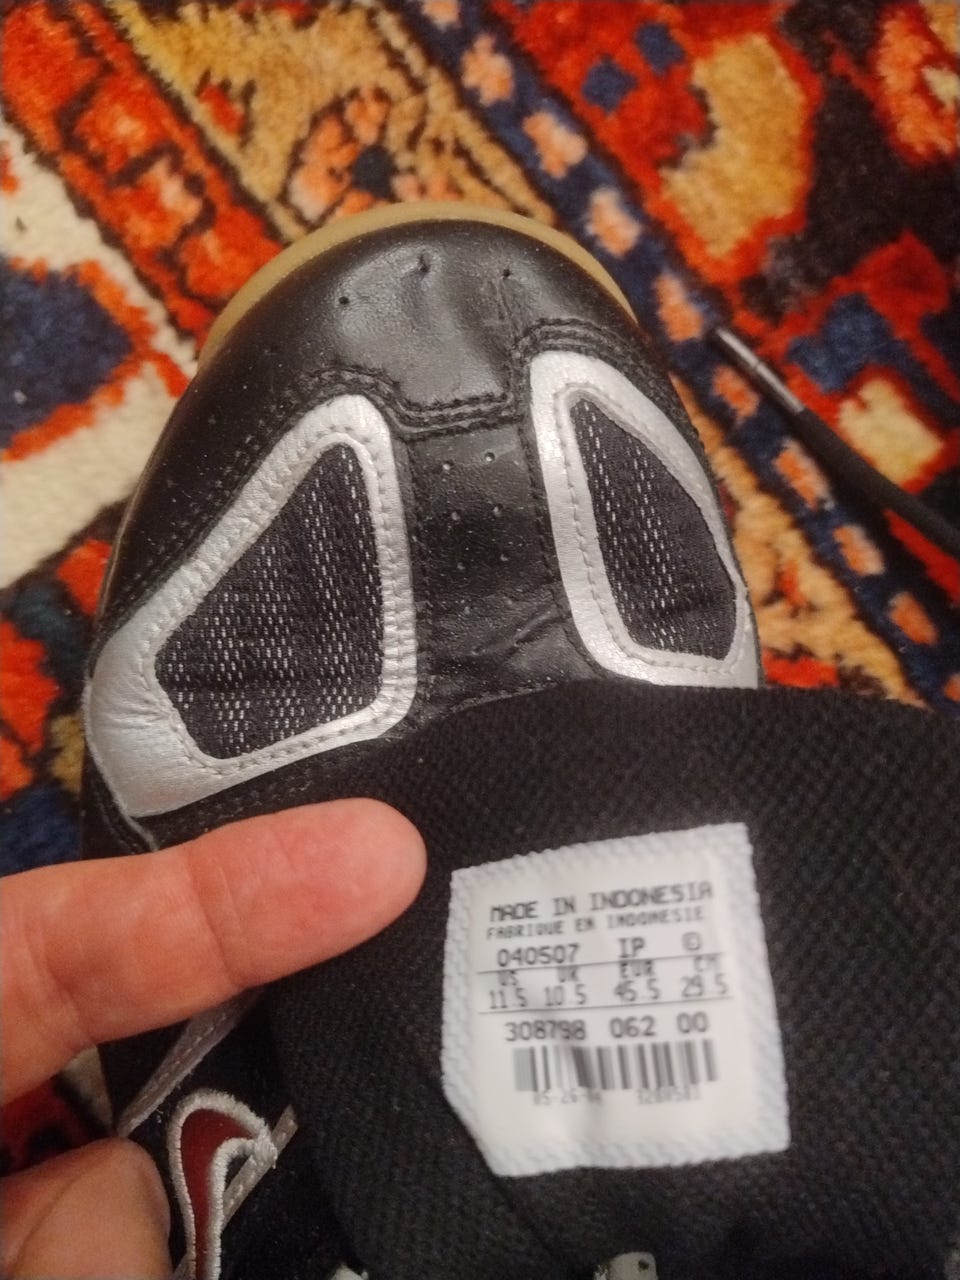 MADE IN INDONESIA
FABRIQUE EN INDONESIE
040507 IP ©
US UK EUR CM
11.5 10.5 45.5 29.5
308798 062 00